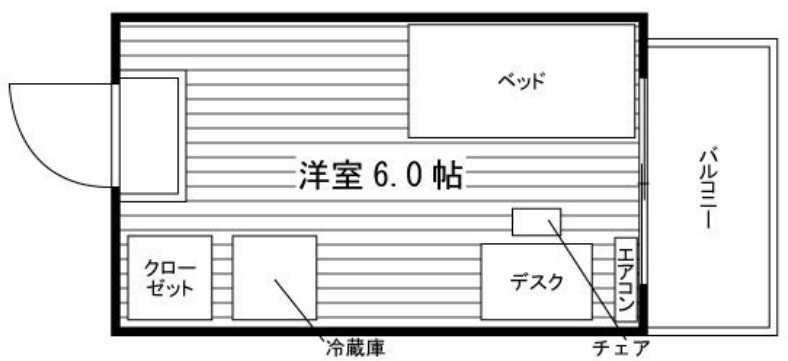 ベッド
洋室6.0帖
バルコニー
クロー
ゼット
デスク
エアコン
冷蔵庫
チェア